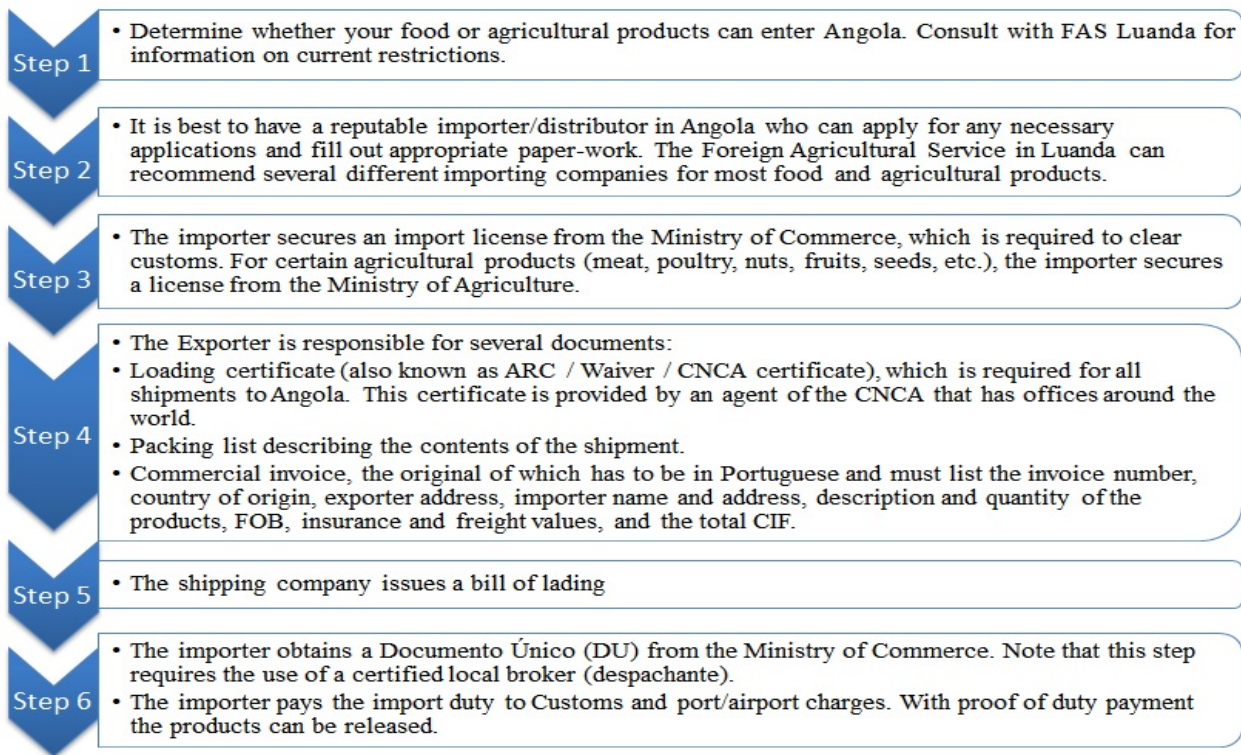 Step 1
• Determine whether your food or agricultural products can enter Angola. Consult with FAS Luanda for
information on current restrictions.
Step 2
• It is best to have a reputable importer/distributor in Angola who can apply for any necessary
applications and fill out appropriate paper-work. The Foreign Agricultural Service in Luanda can
recommend several different importing companies for most food and agricultural products.
Step 3
• The importer secures an import license from the Ministry of Commerce, which is required to clear
customs. For certain agricultural products (meat, poultry, nuts, fruits, seeds, etc.), the importer secures
a license from the Ministry of Agriculture.
Step 4
• The Exporter is responsible for several documents:
• Loading certificate (also known as ARC / Waiver / CNCA certificate), which is required for all
shipments to Angola. This certificate is provided by an agent of the CNCA that has offices around the
world.
• Packing list describing the contents of the shipment.
• Commercial invoice, the original of which has to be in Portuguese and must list the invoice number,
country of origin, exporter address, importer name and address, description and quantity of the
products, FOB, insurance and freight values, and the total CIF.
Step 5
• The shipping company issues a bill of lading
Step 6
• The importer obtains a Documento Único (DU) from the Ministry of Commerce. Note that this step
requires the use of a certified local broker (despachante).
• The importer pays the import duty to Customs and port/airport charges. With proof of duty payment
the products can be released.